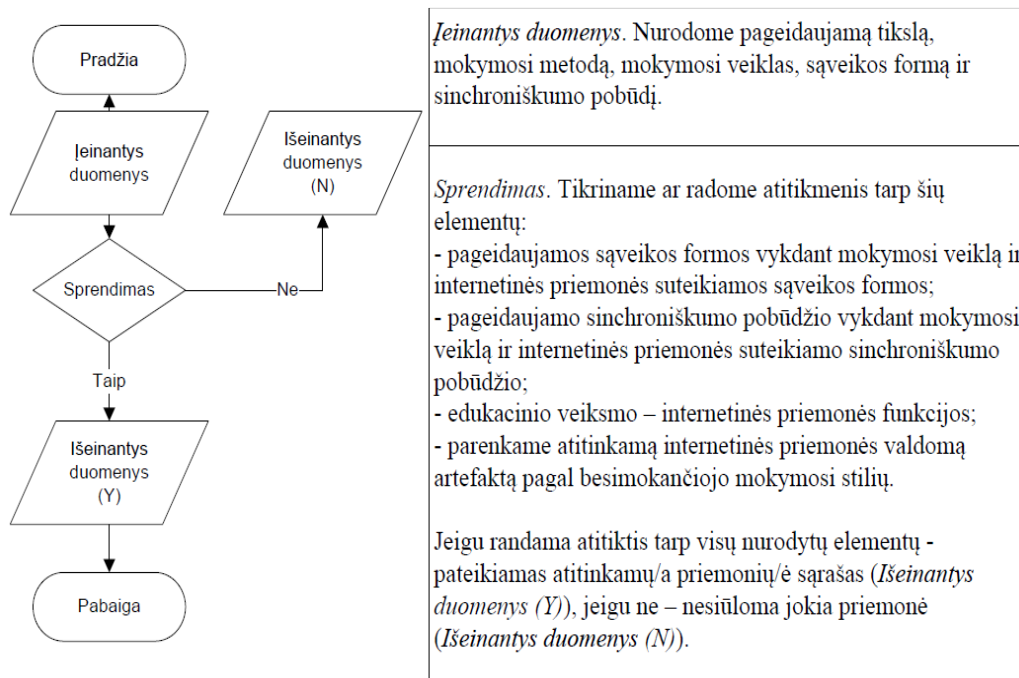 Pradžia
Įeinantys
duomenys
Išeinantys
duomenys
(N)
Sprendimas
Ne
Taip
Išeinantys
duomenys
(Y)
Pabaiga
Įeinantys duomenys. Nurodome pageidaujamą tikslą,
mokymosi metodą, mokymosi veiklas, sąveikos formą ir
sinchroniškumo pobūdį.
Sprendimas. Tikriname ar radome atitikmenis tarp šių
elementų:
- pageidaujamos sąveikos formos vykdant mokymosi veiklą ir
internetinės priemonės suteikiamos sąveikos formos;
- pageidaujamo sinchroniškumo pobūdžio vykdant mokymosi
veiklą ir internetinės priemonės suteikiamo sinchroniškumo
pobūdžio;
- edukacinio veiksmo – internetinės priemonės funkcijos;
- parenkame atitinkamą internetinės priemonės valdomą
artefaktą pagal besimokančiojo mokymosi stilių.
Jeigu randama atitiktis tarp visų nurodytų elementų -
pateikiamas atitinkamų/a priemonių/ė sąrašas (Išeinantys
duomenys (Y)), jeigu ne – nesiūloma jokia priemonė
(Išeinantys duomenys (N)).